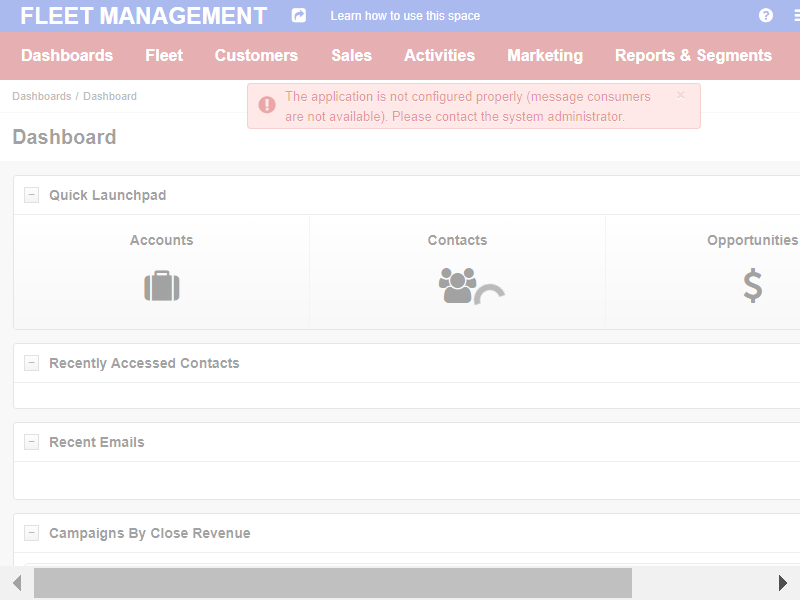 FLEET MANAGEMENT
Learn how to use this space
Dashboards Fleet Customers Sales Activities Marketing Reports & Segments
Dashboards / Dashboard
The application is not configured properly (message consumers
are not available). Please contact the system administrator.
×
Dashboard
Quick Launchpad
Accounts Contacts Opportunities
Recently Accessed Contacts
Recent Emails
Campaigns By Close Revenue